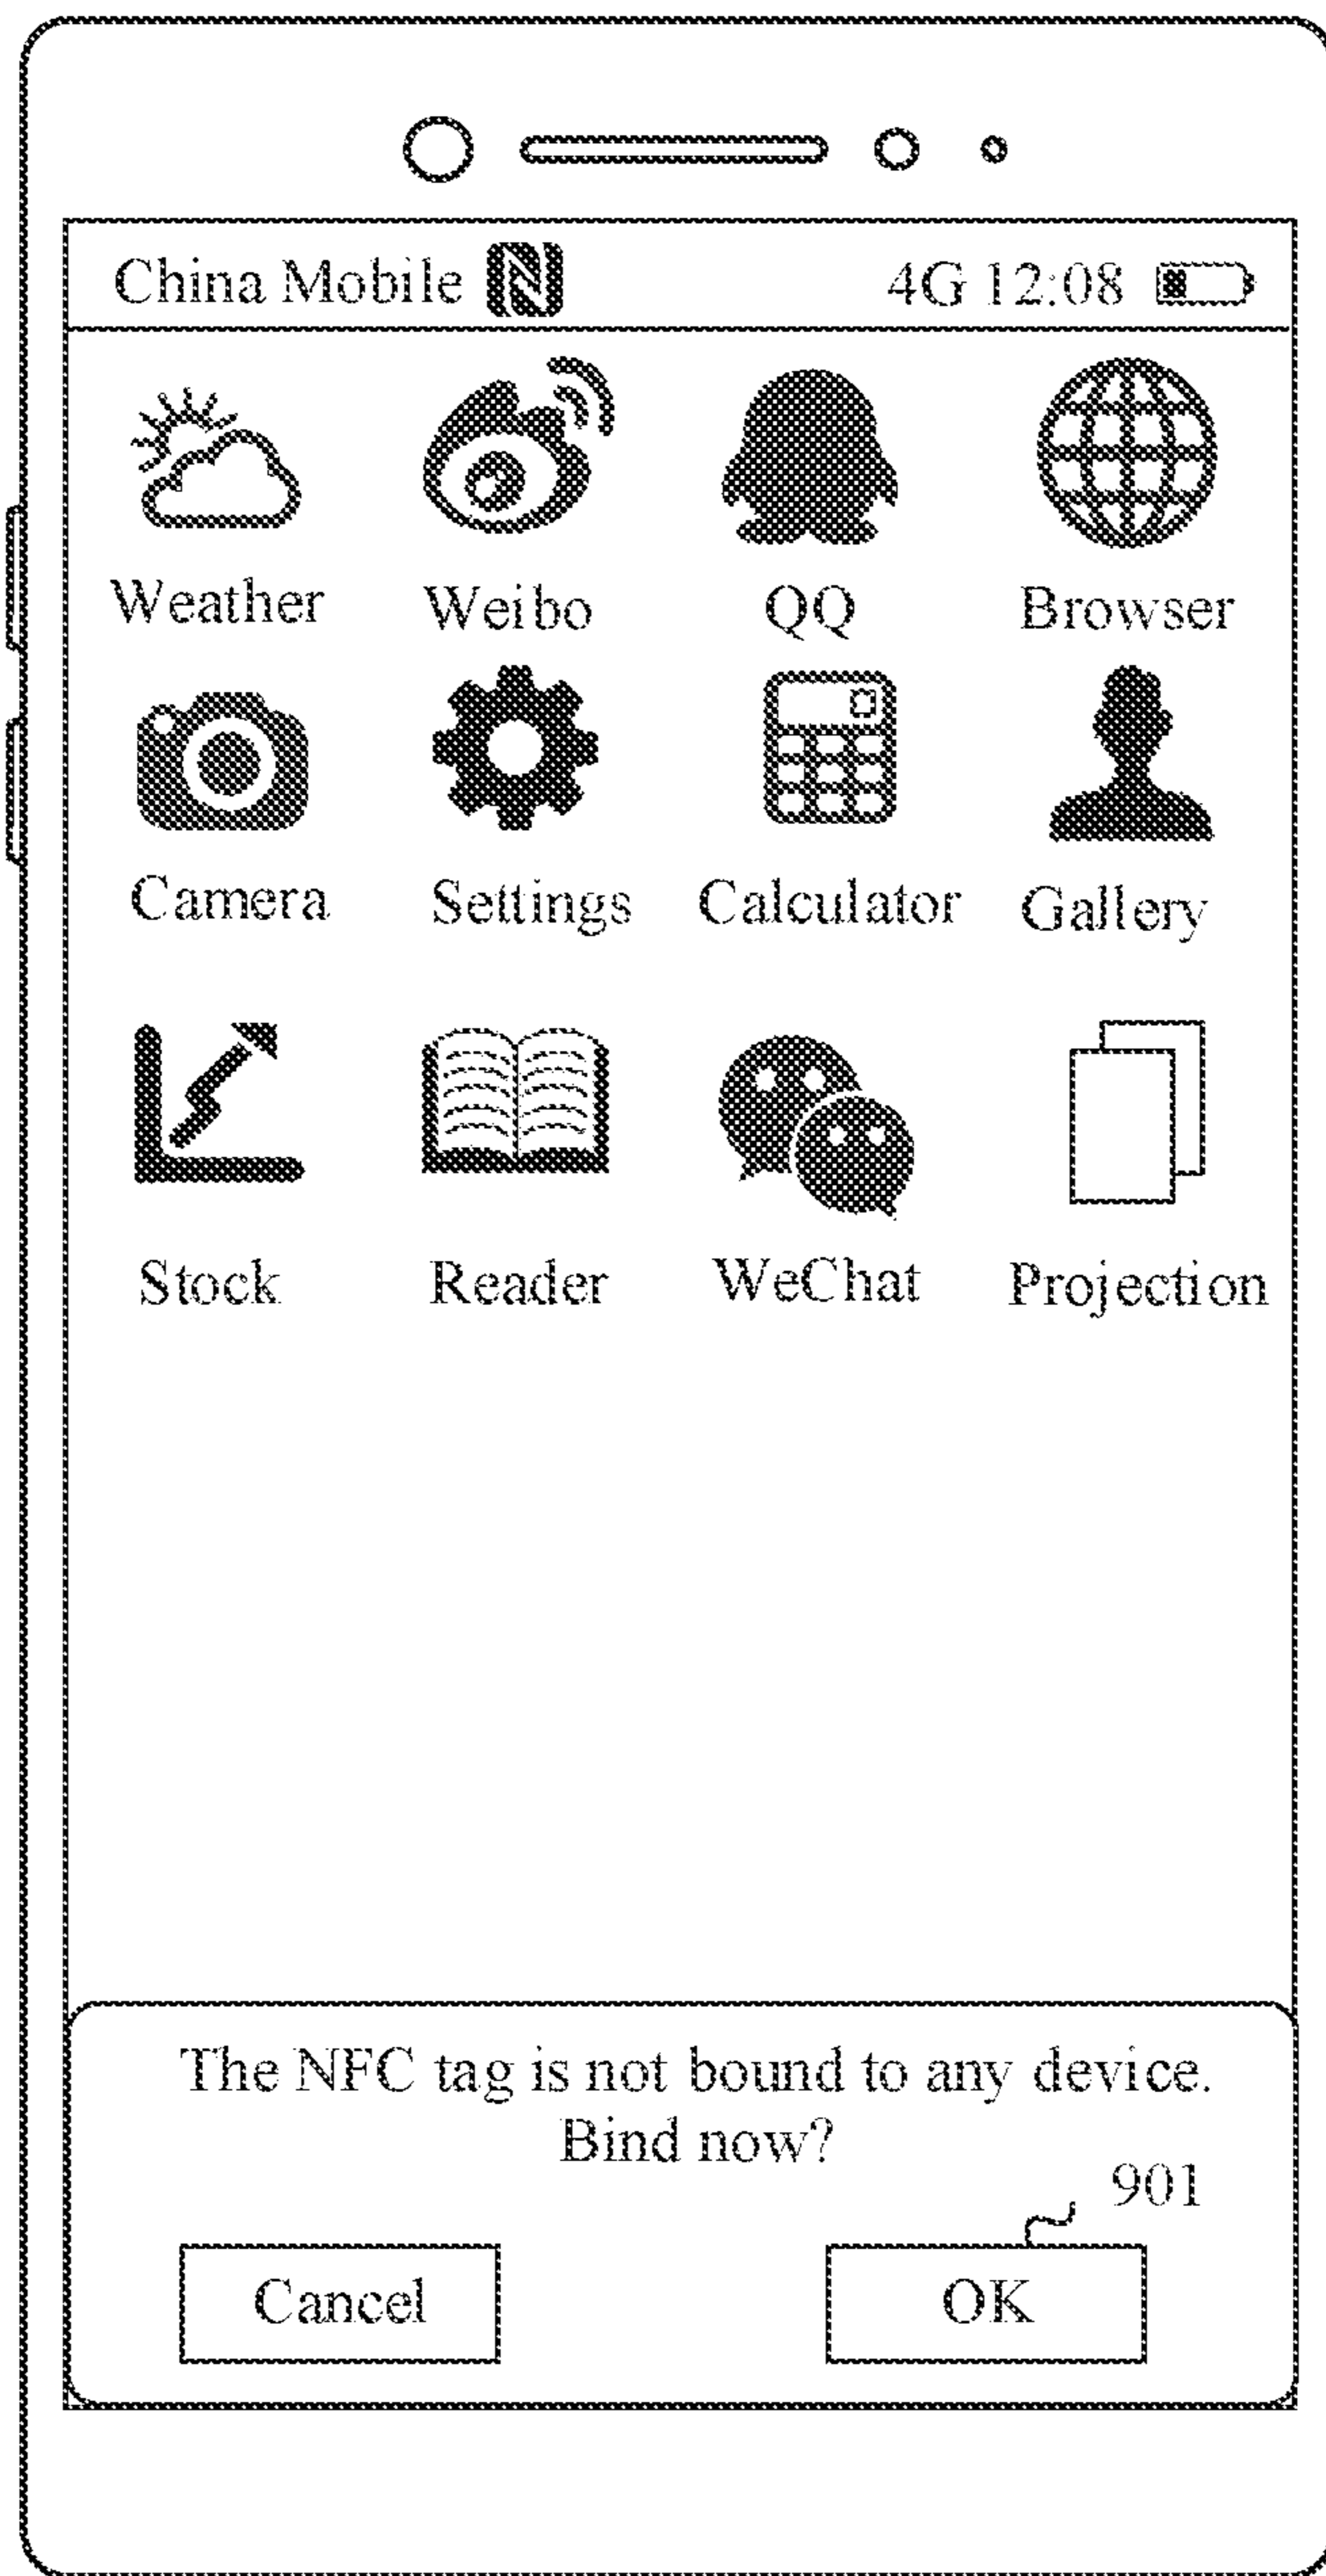 China Mobile N 4G 12:08
Weather Weibo QQ Browser
Camera Settings Calculator Gallery
Stock Reader WeChat Projection
The NFC tag is not bound to any device.
Bind now?
901
Cancel OK